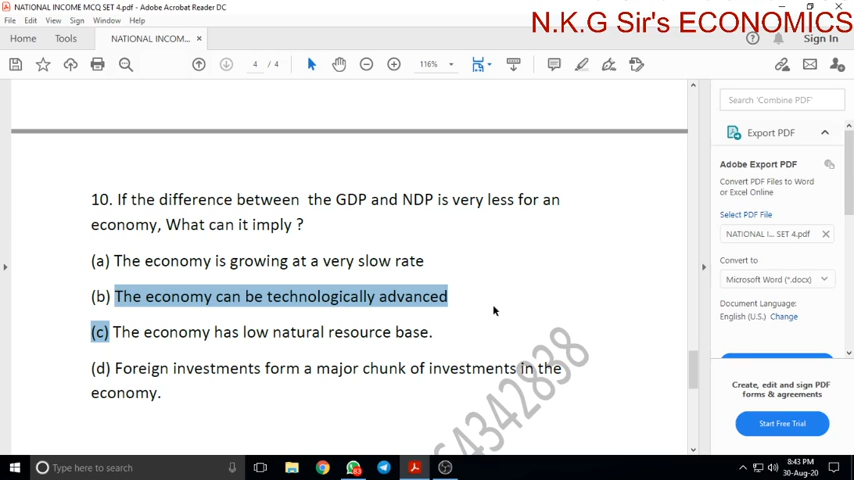 NATIONAL INCOME MCQ SET 4.pdf - Adobe Acrobat Reader DC
N.K.G Sir's ECONOMICS
File Edit View Sign Window Help
Home Tools NATIONAL INCOM... × Sign In
4 / 4 116%
Search 'Combine PDF'
Export PDF
10. If the difference between the GDP and NDP is very less for an
economy, What can it imply ?
(a) The economy is growing at a very slow rate
(b) The economy can be technologically advanced
(c) The economy has low natural resource base.
(d) Foreign investments form a major chunk of investments in the
economy.
64342838
Adobe Export PDF
Convert PDF Files to Word
or Excel Online
Select PDF File
NATIONAL I... SET 4.pdf
Convert to
Microsoft Word (*.docx)
Document Language:
English (U.S.) Change
Create, edit and sign PDF
forms & agreements
Start Free Trial
Type here to search
8:43 PM
30-Aug-20